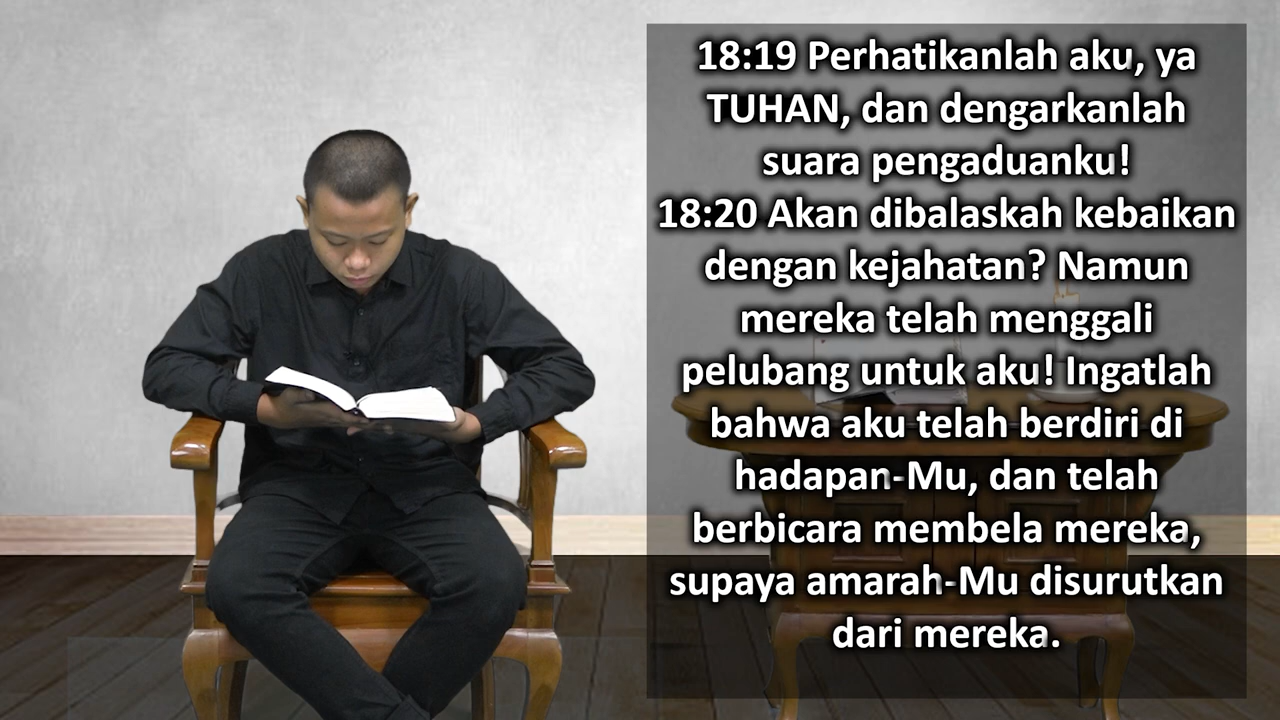 18:19 Perhatikanlah aku, ya
TUHAN, dan dengarkanlah
suara pengaduanku!
18:20 Akan dibalaskah kebaikan
dengan kejahatan? Namun
mereka telah menggali
pelubang untuk aku! Ingatlah
bahwa aku telah berdiri di
hadapan-Mu, dan telah
berbicara membela mereka,
supaya amarah-Mu disurutkan
dari mereka.